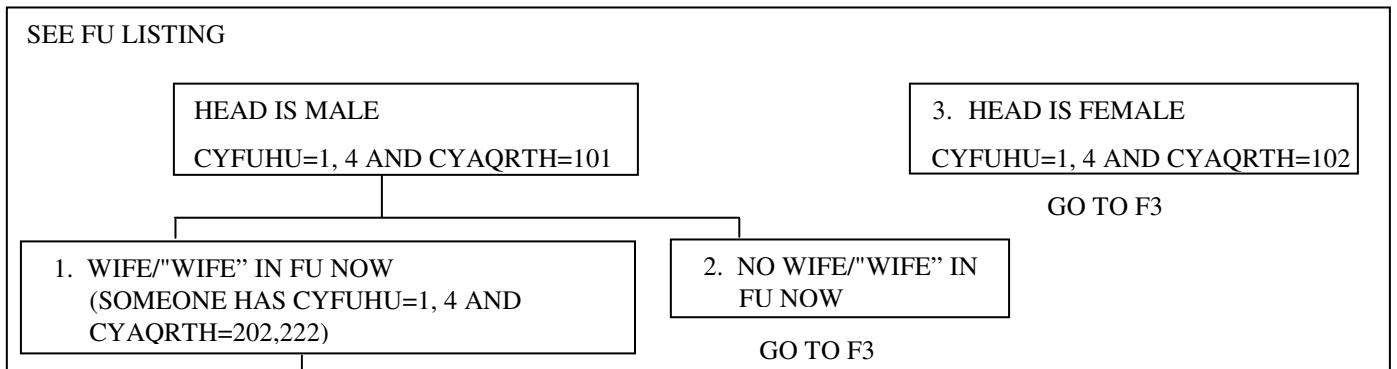 SEE FU LISTING
HEAD IS MALE
CYFUHU=1, 4 AND CYAQRTH=101
3. HEAD IS FEMALE
CYFUHU=1, 4 AND CYAQRTH=102
GO TO F3
1. WIFE/"WIFE” IN FU NOW
(SOMEONE HAS CYFUHU=1, 4 AND
CYAQRTH=202,222)
2. NO WIFE/"WIFE” IN
FU NOW
GO TO F3